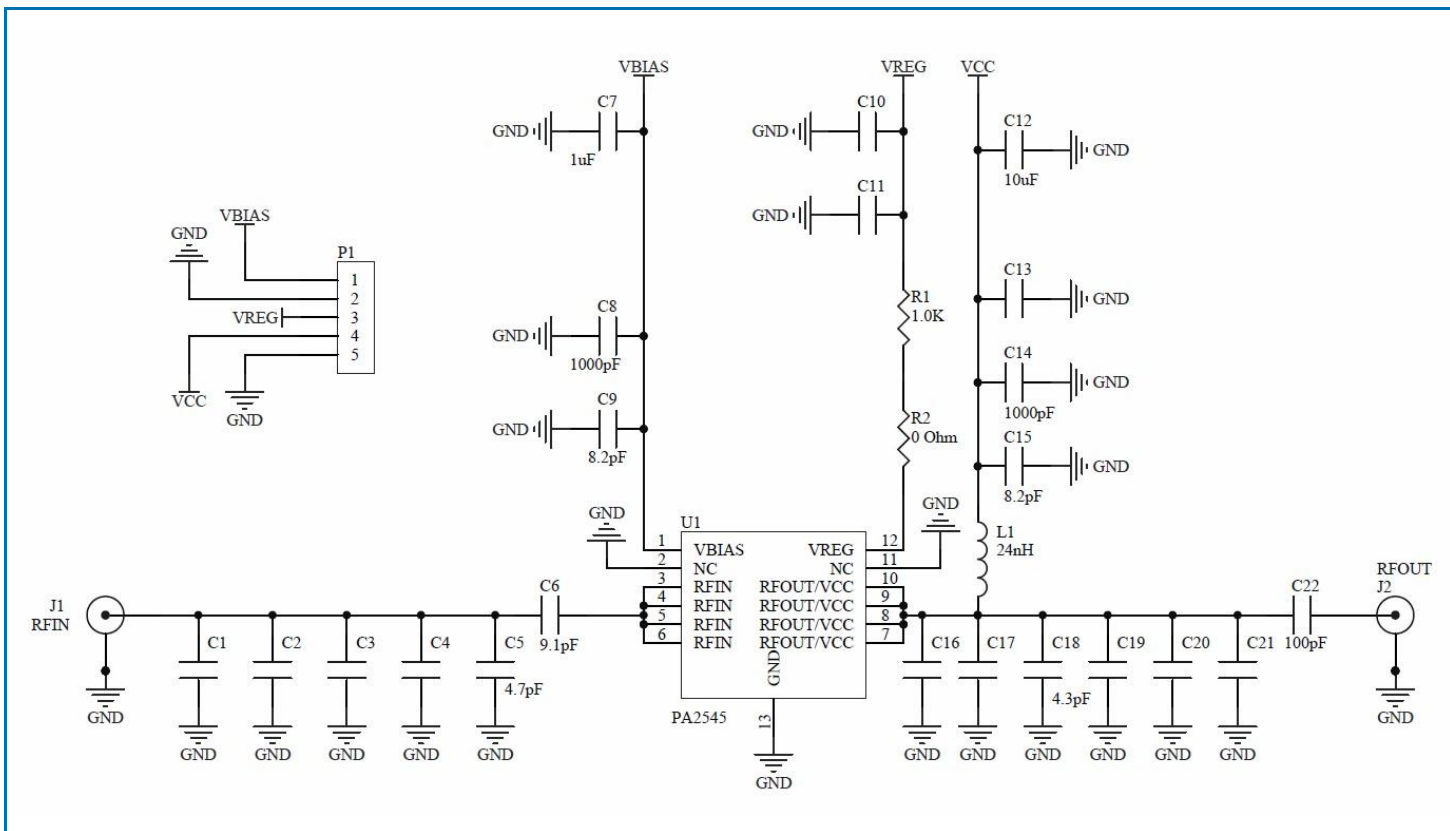 VBIAS
VREG
VCC
C7
GND
1uF
C10
GND
C12
GND
10uF
C11
GND
VBIAS
GND
P1
1
2
VREG
3
4
5
VCC
GND
C8
GND
1000pF
C9
GND
8.2pF
R1
1.0K
R2
0 Ohm
C13
GND
C14
GND
1000pF
C15
GND
8.2pF
L1
24nH
GND
GND
U1
1
VBIAS
2
NC
3
RFIN
4
RFIN
5
RFIN
6
RFIN
VREG
12
NC
11
RFOUT/VCC
10
RFOUT/VCC
9
RFOUT/VCC
8
RFOUT/VCC
7
GND
13
PA2545
GND
J1
RFIN
GND
C1
GND
C2
GND
C3
GND
C4
GND
C5
4.7pF
GND
C6
9.1pF
C16
GND
C17
GND
C18
4.3pF
GND
C19
GND
C20
GND
C21
GND
C22
100pF
RFOUT
J2
GND